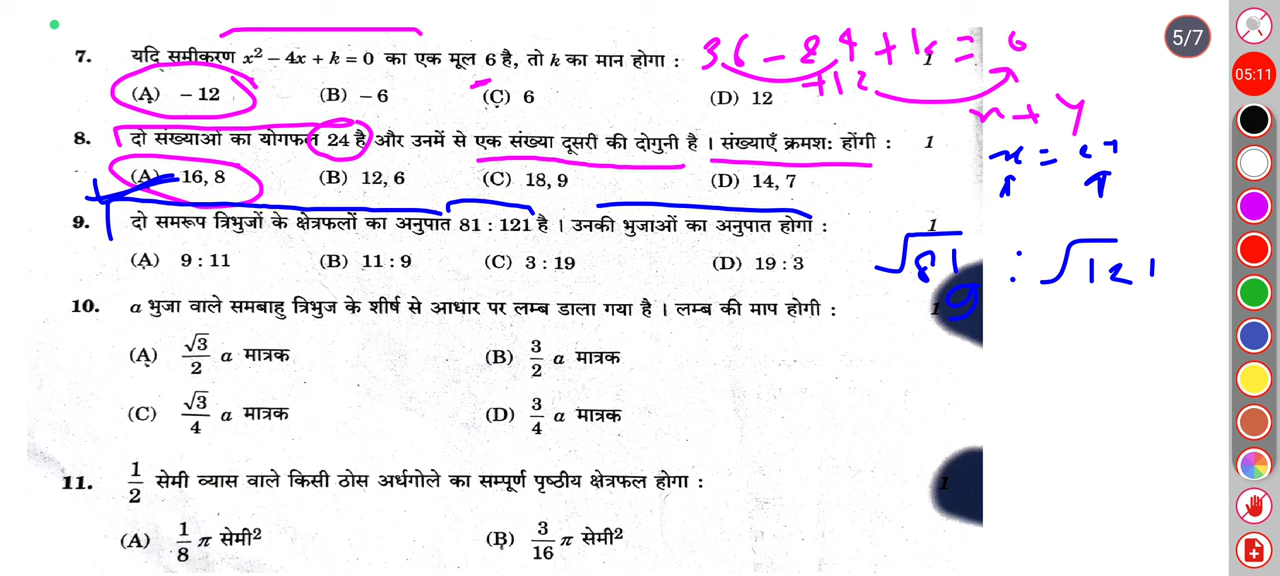 5/7
05:11
7. यदि समीकरण x² – 4x + k = 0 का एक मूल 6 है, तो k का मान होगा : 1
36 – 24 + k = 0
+12
(A) – 12 (B) – 6 (C) 6 (D) 12
x + y
8. दो संख्याओं का योगफल 24 है और उनमें से एक संख्या दूसरी की दोगुनी है । संख्याएँ क्रमशः होंगी : 1
x =
(A) 16, 8 (B) 12, 6 (C) 18, 9 (D) 14, 7
9. दो समरूप त्रिभुजों के क्षेत्रफलों का अनुपात 81 : 121 है । उनकी भुजाओं का अनुपात होगा : 1
√81 : √121
9
(A) 9 : 11 (B) 11 : 9 (C) 3 : 19 (D) 19 : 3
10. a भुजा वाले समबाहु त्रिभुज के शीर्ष से आधार पर लम्ब डाला गया है । लम्ब की माप होगी : 1
(A) √3/2 a मात्रक (B) 3/2 a मात्रक
(C) √3/4 a मात्रक (D) 3/4 a मात्रक
11. 1/2 सेमी व्यास वाले किसी ठोस अर्धगोले का सम्पूर्ण पृष्ठीय क्षेत्रफल होगा : 1
(A) 1/8 π सेमी² (B) 3/16 π सेमी²